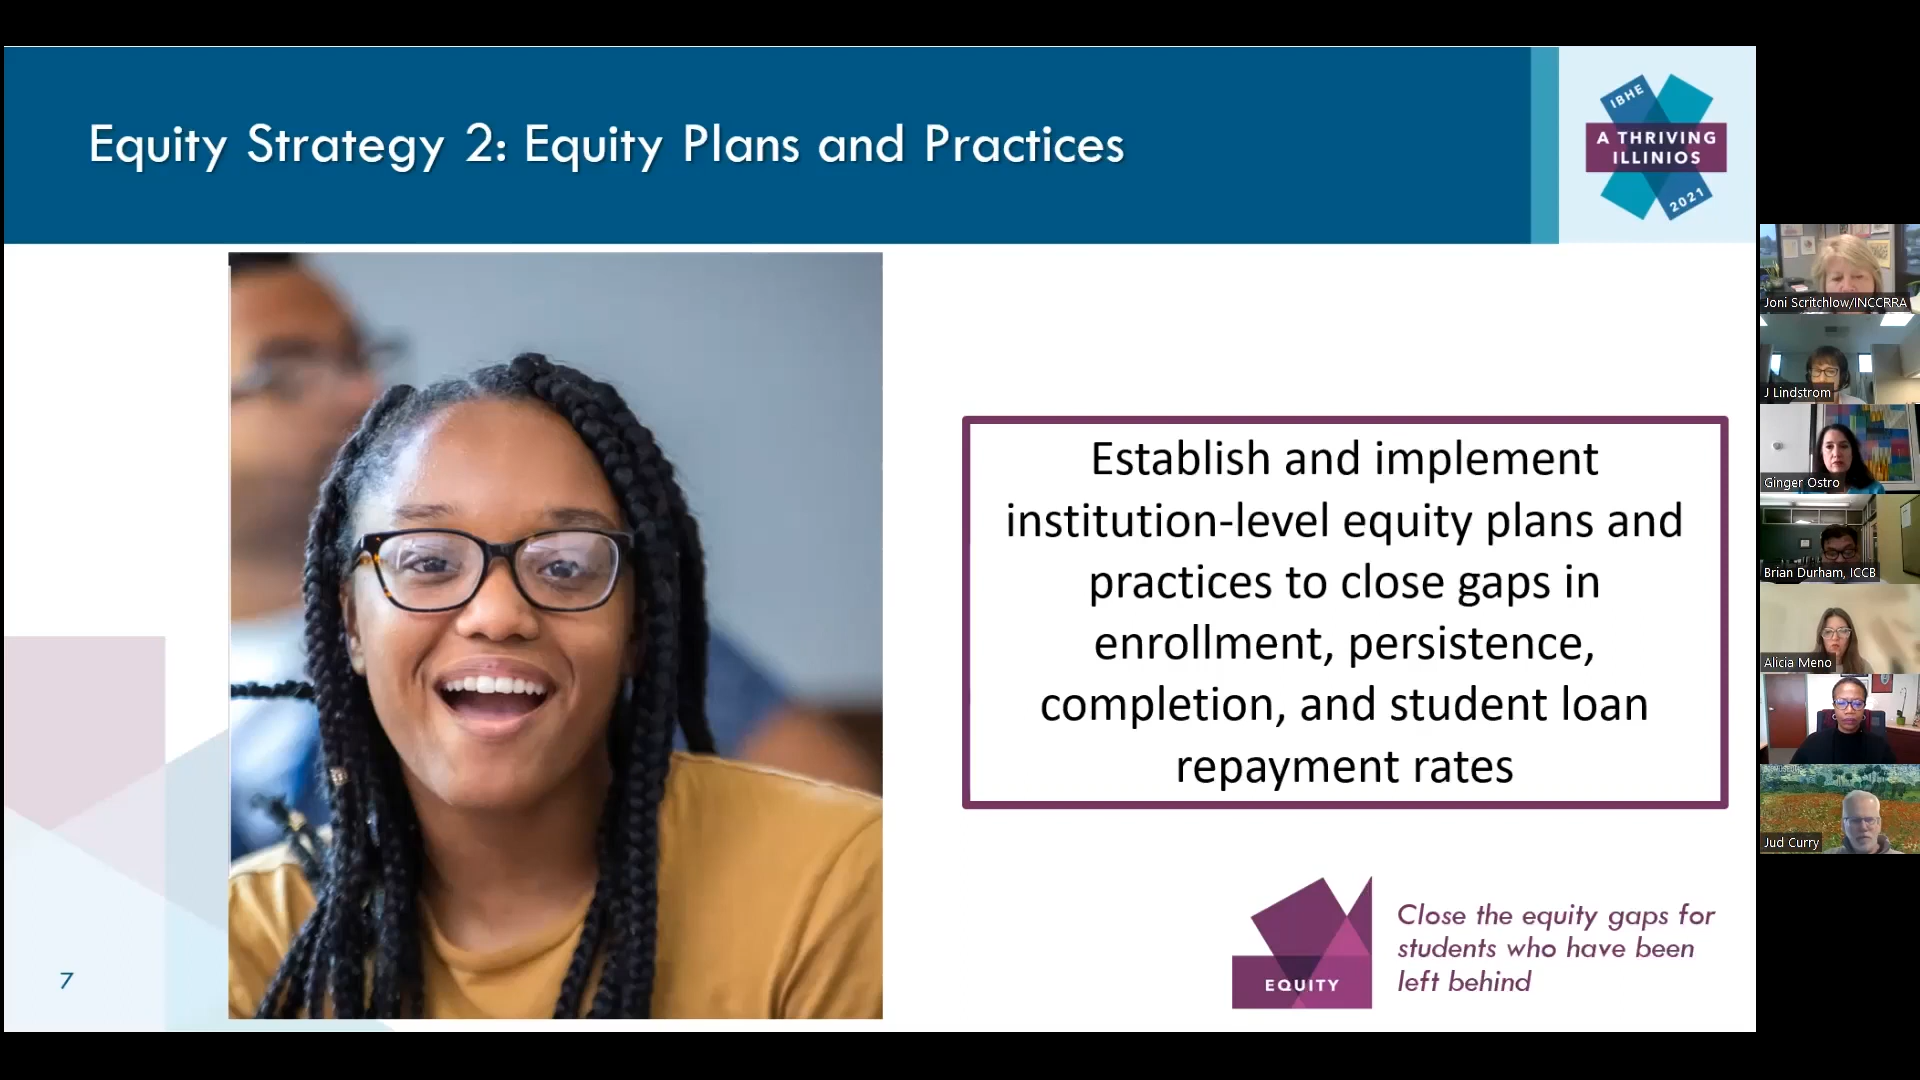 Equity Strategy 2: Equity Plans and Practices
IBHE
A THRIVING
ILLINIOS
2021
Establish and implement
institution-level equity plans and
practices to close gaps in
enrollment, persistence,
completion, and student loan
repayment rates
EQUITY
Close the equity gaps for
students who have been
left behind
7
Joni Scritchlow/INCCRRA
J Lindstrom
Ginger Ostro
Brian Durham, ICCB
Alicia Meno
Jud Curry